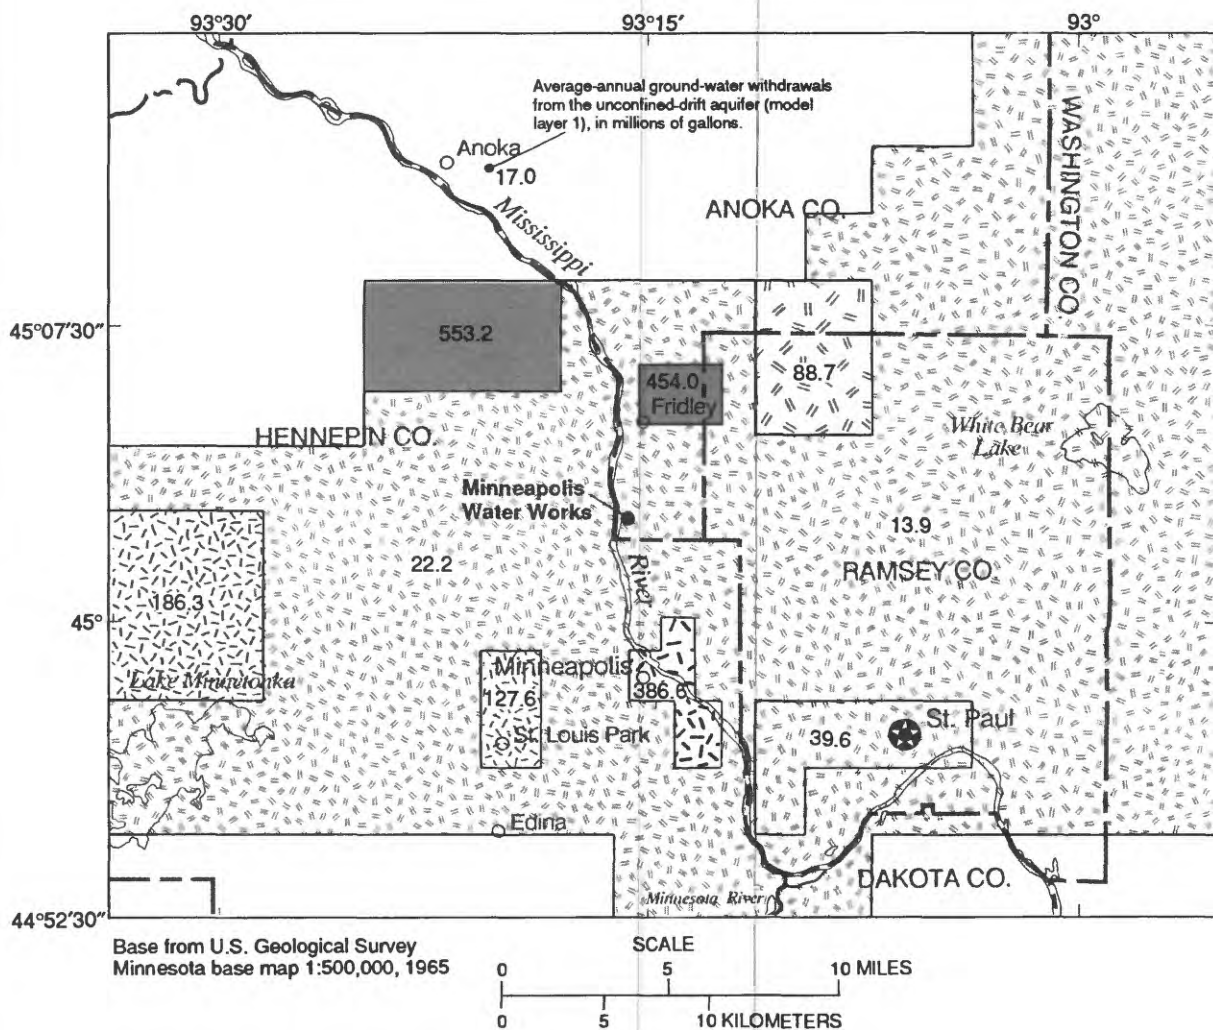 93°30′
93°15′
93°
Average-annual ground-water withdrawals
from the unconfined-drift aquifer (model
layer 1), in millions of gallons.
Anoka
17.0
WASHINGTON CO
Mississippi
ANOKA CO.
45°07′30″
553.2
454.0
Fridley
88.7
HENNEPIN CO.
White Bear
Lake
Minneapolis
Water Works
13.9
22.2
River
RAMSEY CO.
186.3
45°
Lake Minnetonka
Minneapolis
127.6
386.6
St. Louis Park
39.6
St. Paul
Edina
DAKOTA CO.
Minnesota River
44°52′30″
Base from U.S. Geological Survey
Minnesota base map 1:500,000, 1965
SCALE
0 5 10 MILES
0 5 10 KILOMETERS